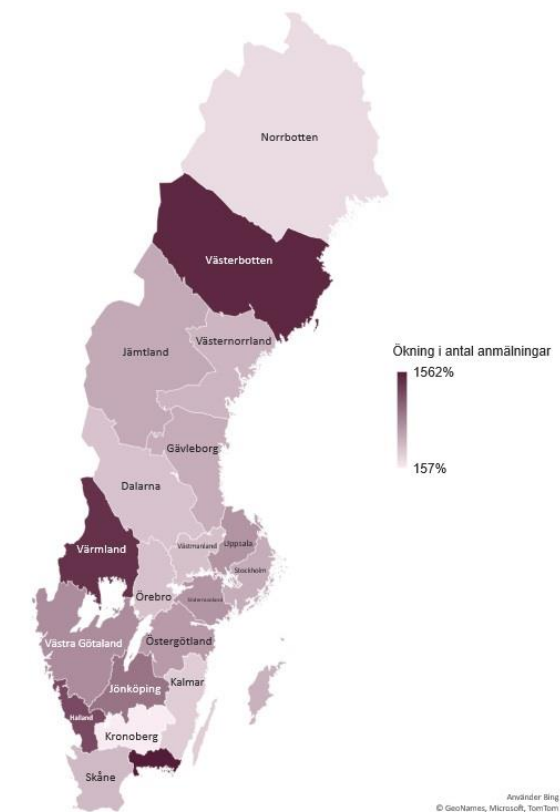 Norrbotten
Västerbotten
Västernorrland
Jämtland
Ökning i antal anmälningar
1562%
157%
Gävleborg
Dalarna
Uppsala
Västmanland
Värmland
Stockholm
Örebro
Södermanland
Västra Götaland
Östergötland
Kalmar
Jönköping
Halland
Kronoberg
Skåne
Använder Bing
© GeoNames, Microsoft, TomTom